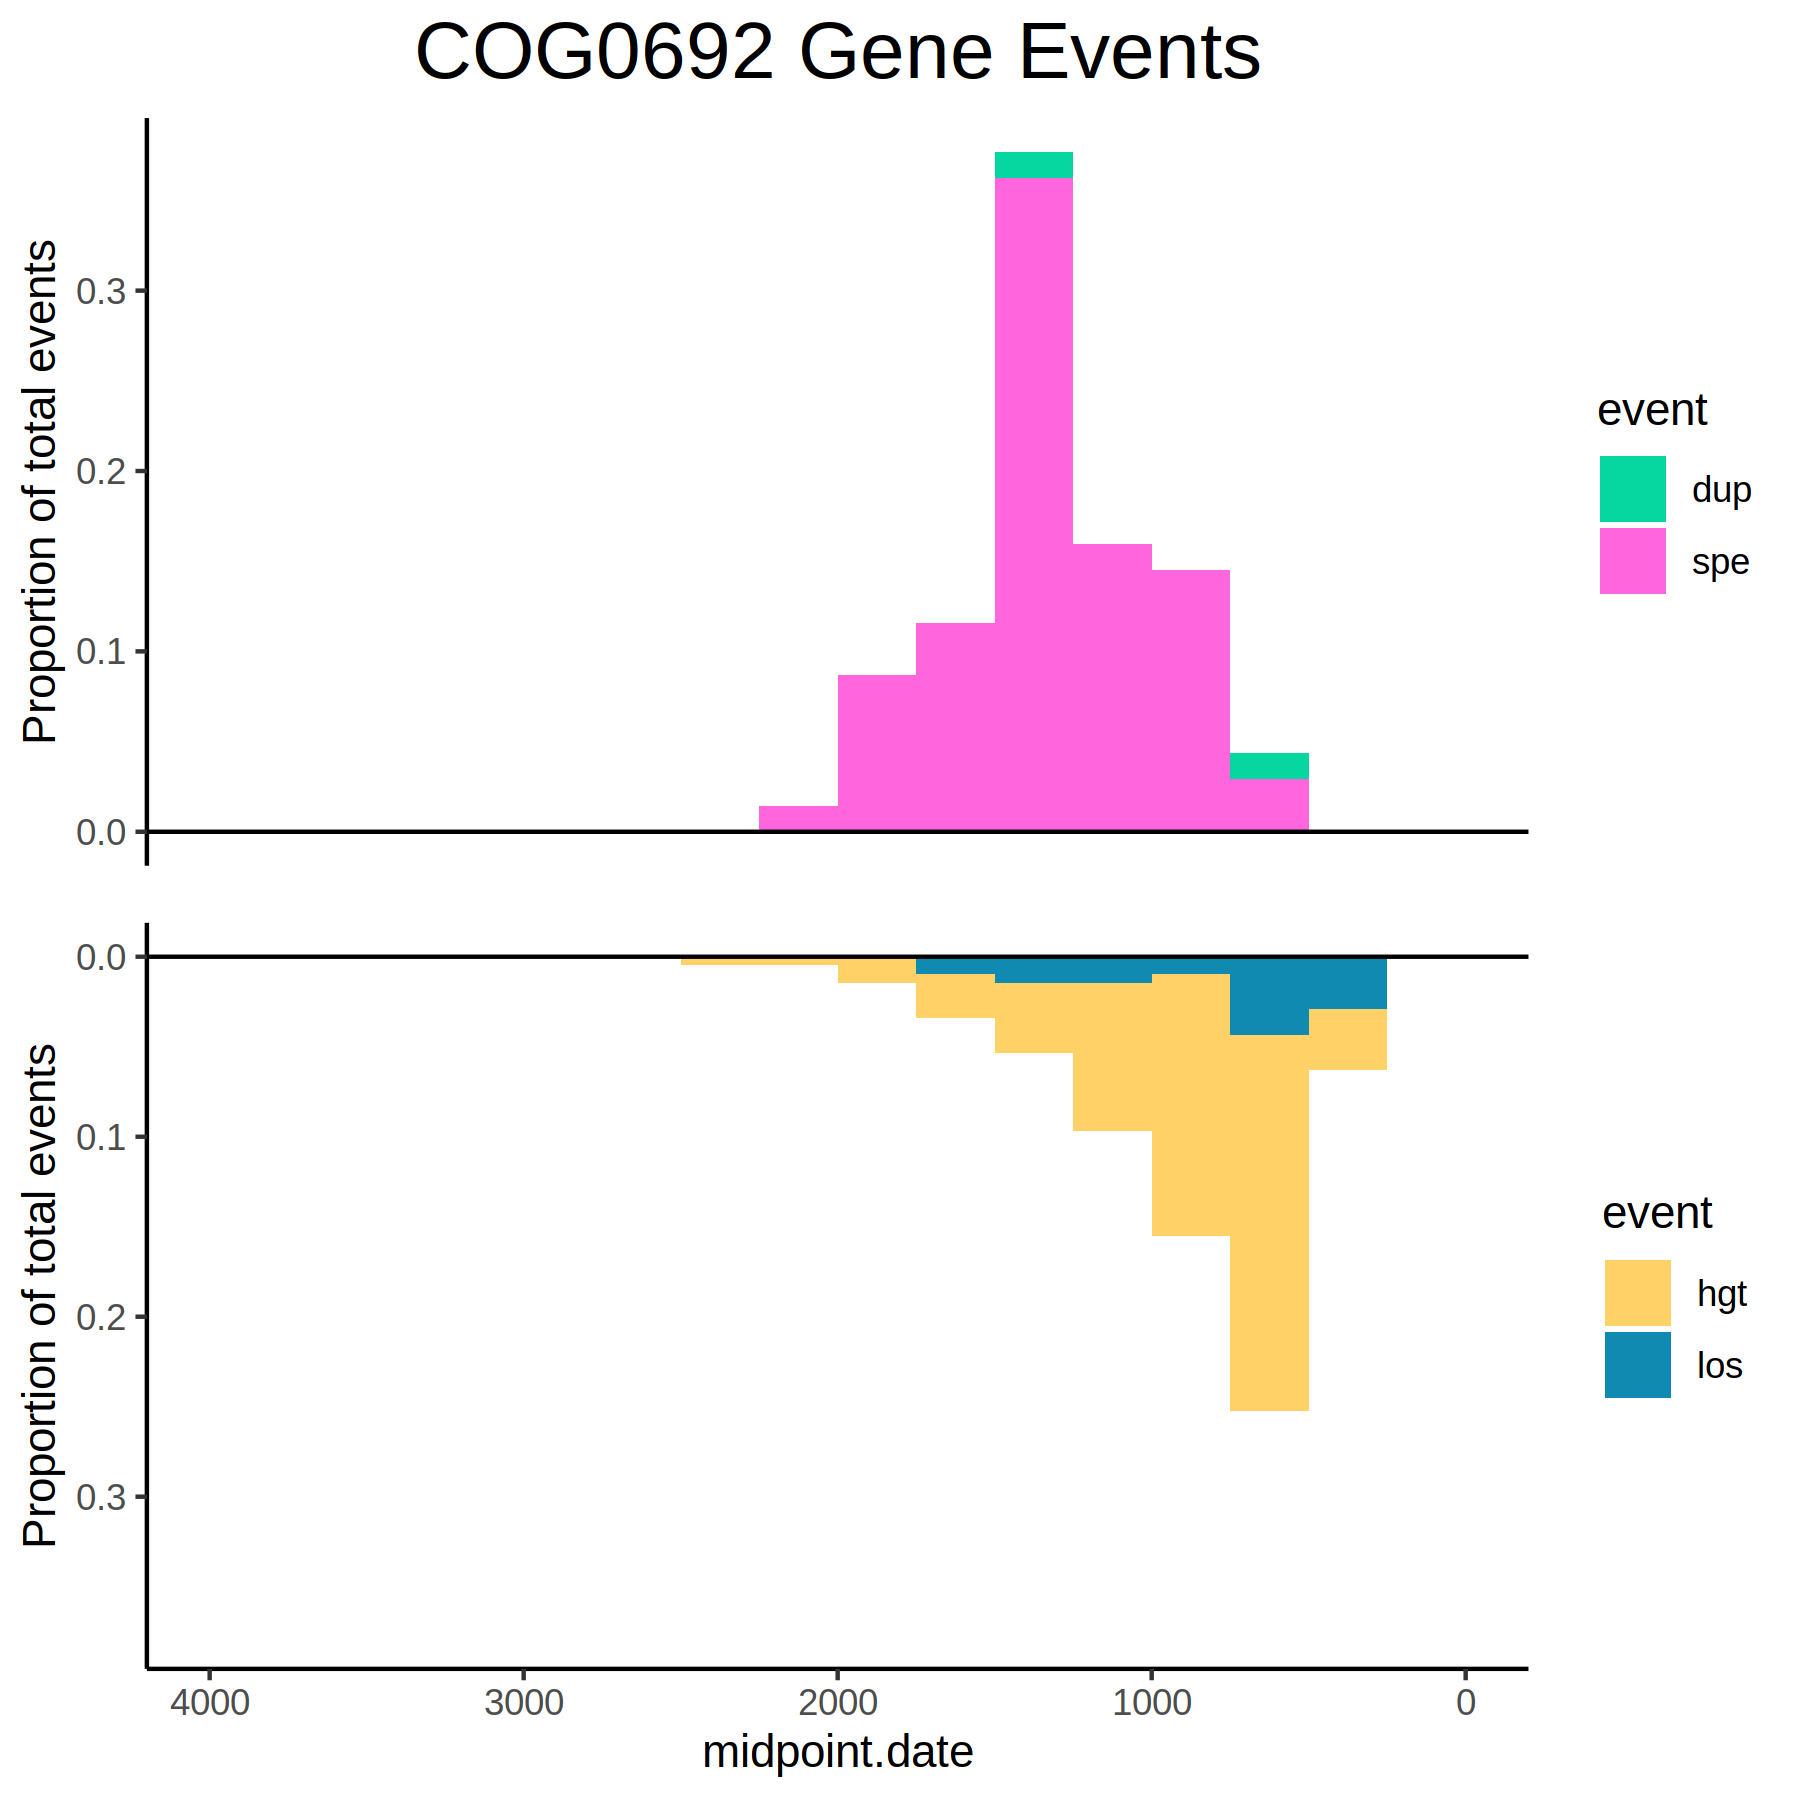 COG0692 Gene Events
Proportion of total events
0.3
0.2
0.1
0.0
event
dup
spe
Proportion of total events
0.0
0.1
0.2
0.3
event
hgt
los
4000 3000 2000 1000 0
midpoint.date